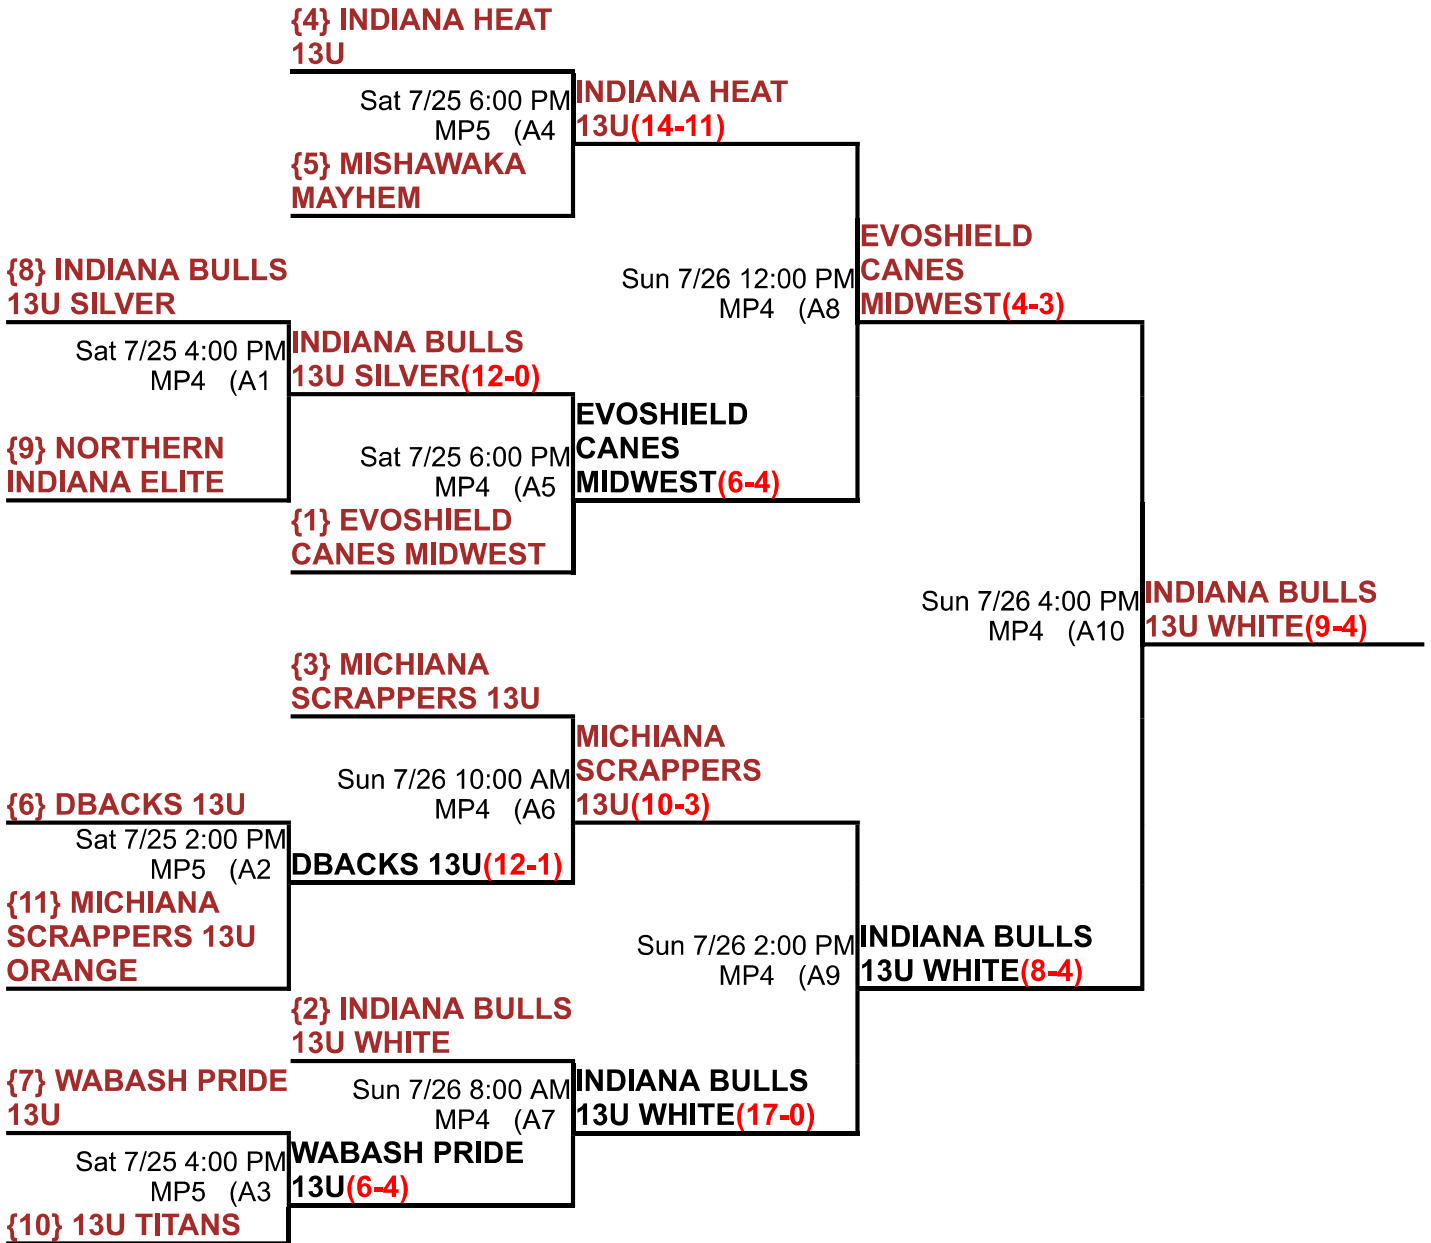 {4} INDIANA HEAT
13U
Sat 7/25 6:00 PM
MP5 (A4
{5} MISHAWAKA
MAYHEM
INDIANA HEAT
13U(14-11)
{8} INDIANA BULLS
13U SILVER
Sat 7/25 4:00 PM
MP4 (A1
{9} NORTHERN
INDIANA ELITE
INDIANA BULLS
13U SILVER(12-0)
Sat 7/25 6:00 PM
MP4 (A5
{1} EVOSHIELD
CANES MIDWEST
EVOSHIELD
CANES
MIDWEST(6-4)
Sun 7/26 12:00 PM
MP4 (A8
EVOSHIELD
CANES
MIDWEST(4-3)
Sun 7/26 4:00 PM
MP4 (A10
INDIANA BULLS
13U WHITE(9-4)
{3} MICHIANA
SCRAPPERS 13U
Sun 7/26 10:00 AM
MP4 (A6
{6} DBACKS 13U
Sat 7/25 2:00 PM
MP5 (A2
{11} MICHIANA
SCRAPPERS 13U
ORANGE
DBACKS 13U(12-1)
MICHIANA
SCRAPPERS
13U(10-3)
Sun 7/26 2:00 PM
MP4 (A9
INDIANA BULLS
13U WHITE(8-4)
{2} INDIANA BULLS
13U WHITE
Sun 7/26 8:00 AM
MP4 (A7
INDIANA BULLS
13U WHITE(17-0)
{7} WABASH PRIDE
13U
Sat 7/25 4:00 PM
MP5 (A3
{10} 13U TITANS
WABASH PRIDE
13U(6-4)